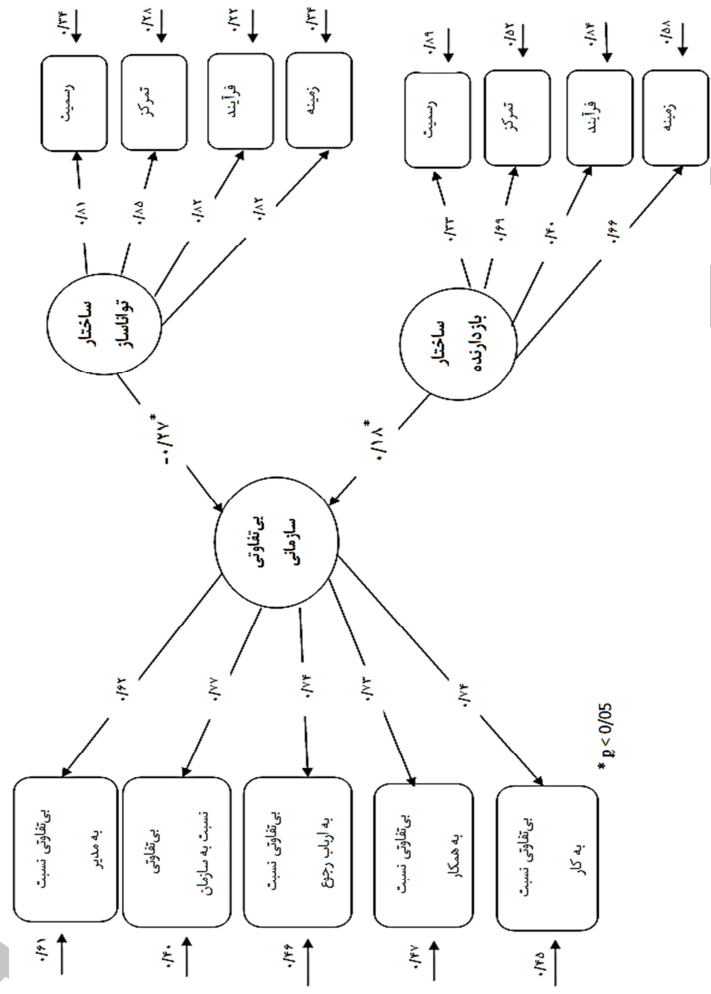 ۰/۳۴
رسمیت
۰/۲۸
تمرکز
فرآیند
۰/۳۴
زمینه
۰/۸۱
۰/۸۵
۰/۸۲
۰/۸۲
ساختار
تواناساز
-۰/۲۷*
۰/۸۹
رسمیت
۰/۵۲
تمرکز
۰/۸۴
فرآیند
۰/۵۸
زمینه
۰/۳۳
۰/۶۹
۰/۴۰
۰/۶۶
ساختار
بازدارنده
۰/۱۸*
بی‌تفاوتی
سازمانی
۰/۶۲
۰/۷۷
۰/۷۴
۰/۷۳
۰/۷۴
بی‌تفاوتی نسبت
به مدیر
۰/۶۱
بی‌تفاوتی
نسبت به سازمان
۰/۴۰
بی‌تفاوتی نسبت
به ارباب رجوع
۰/۴۶
بی‌تفاوتی نسبت
به همکار
۰/۴۷
بی‌تفاوتی نسبت
به کار
۰/۴۵
* p < 0/05